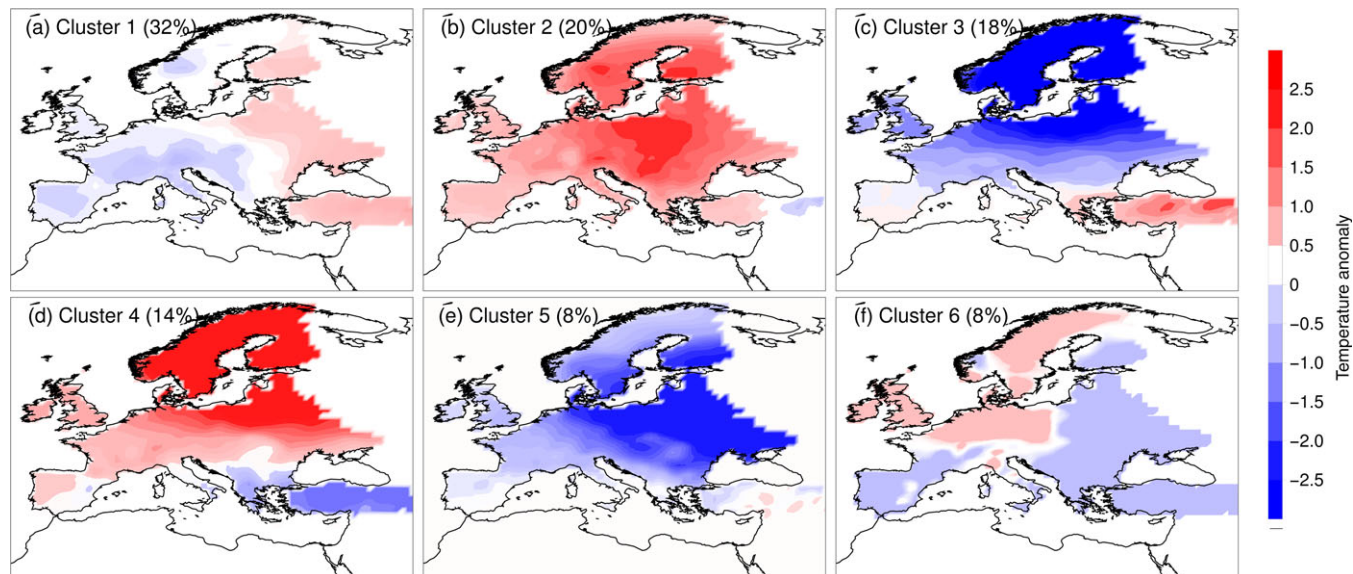 (a) Cluster 1 (32%)
(b) Cluster 2 (20%)
(c) Cluster 3 (18%)
(d) Cluster 4 (14%)
(e) Cluster 5 (8%)
(f) Cluster 6 (8%)
2.5
2.0
1.5
1.0
0.5
0
−0.5
−1.0
−1.5
−2.0
−2.5
Temperature anomaly